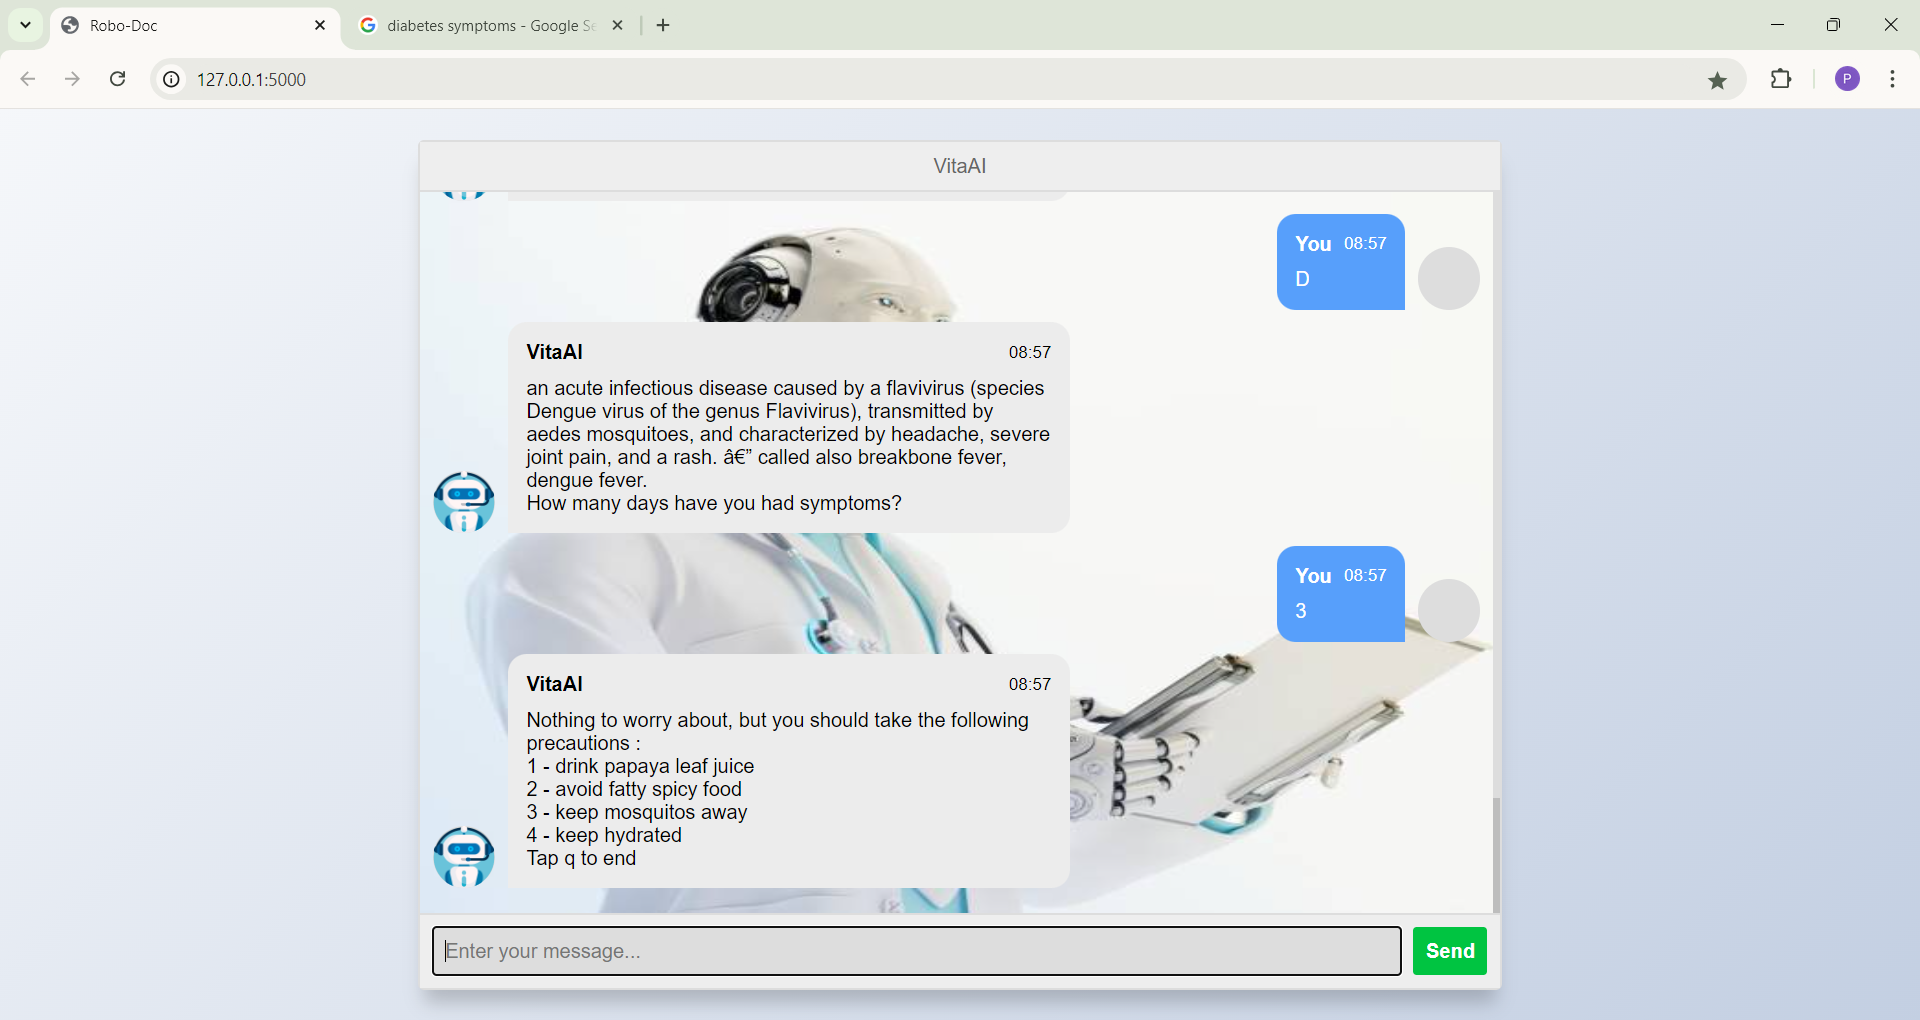 Robo-Doc
diabetes symptoms - Google Se
127.0.0.1:5000
P
VitaAI
You 08:57
D
VitaAI 08:57
an acute infectious disease caused by a flavivirus (species
Dengue virus of the genus Flavivirus), transmitted by
aedes mosquitoes, and characterized by headache, severe
joint pain, and a rash. â€” called also breakbone fever,
dengue fever.
How many days have you had symptoms?
You 08:57
3
VitaAI 08:57
Nothing to worry about, but you should take the following
precautions :
1 - drink papaya leaf juice
2 - avoid fatty spicy food
3 - keep mosquitos away
4 - keep hydrated
Tap q to end
Enter your message...
Send